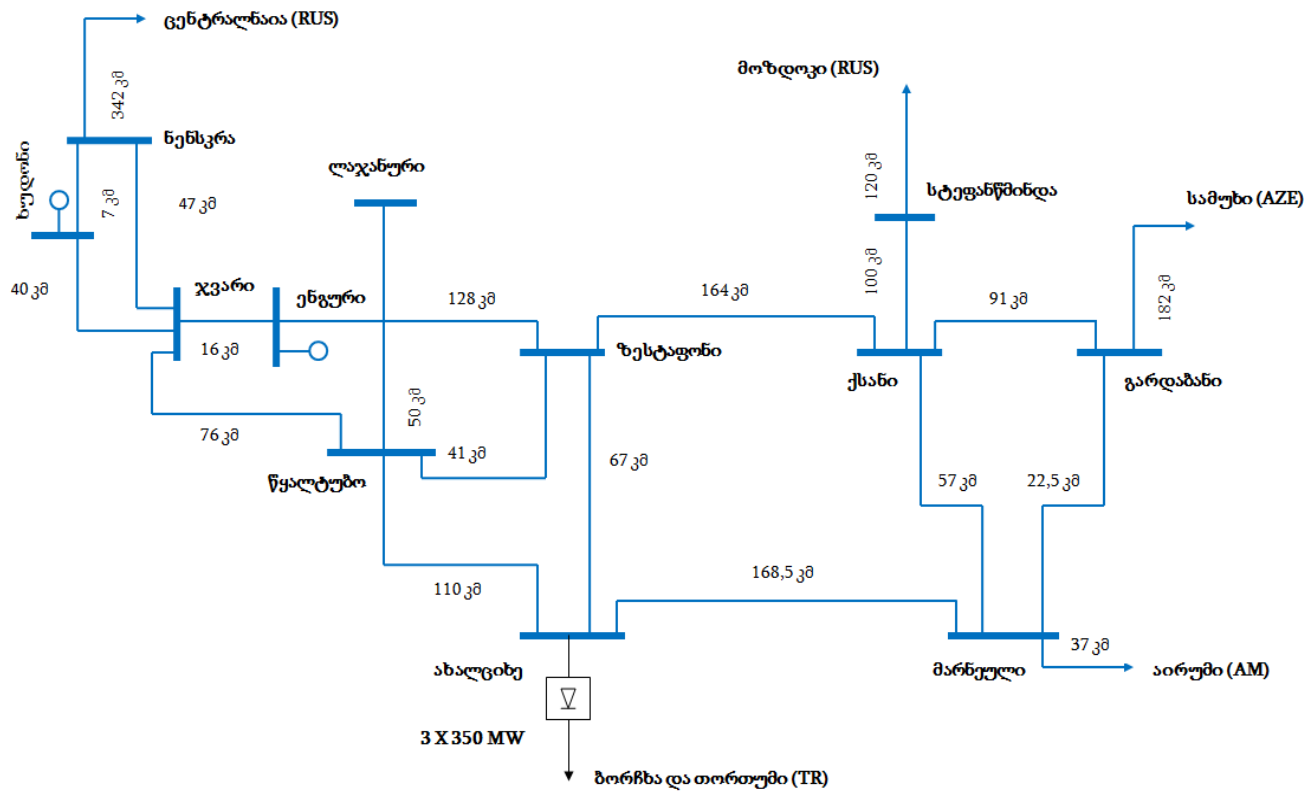 ცენტრალნაია (RUS)
მოზდოკი (RUS)
342 კმ
ნენსკრა
ლაჯანური
120 კმ
სტეფანწმინდა
სამუხი (AZE)
ხუდონი
7 კმ
47 კმ
40 კმ
ჯვარი
ენგური
128 კმ
164 კმ
100 კმ
91 კმ
182 კმ
16 კმ
ზესტაფონი
ქსანი
გარდაბანი
76 კმ
50 კმ
41 კმ
67 კმ
57 კმ
22,5 კმ
წყალტუბო
110 კმ
168,5 კმ
ახალციხე
მარნეული
37 კმ
აირუმი (AM)
3 X 350 MW
ბორჩხა და თორთუმი (TR)